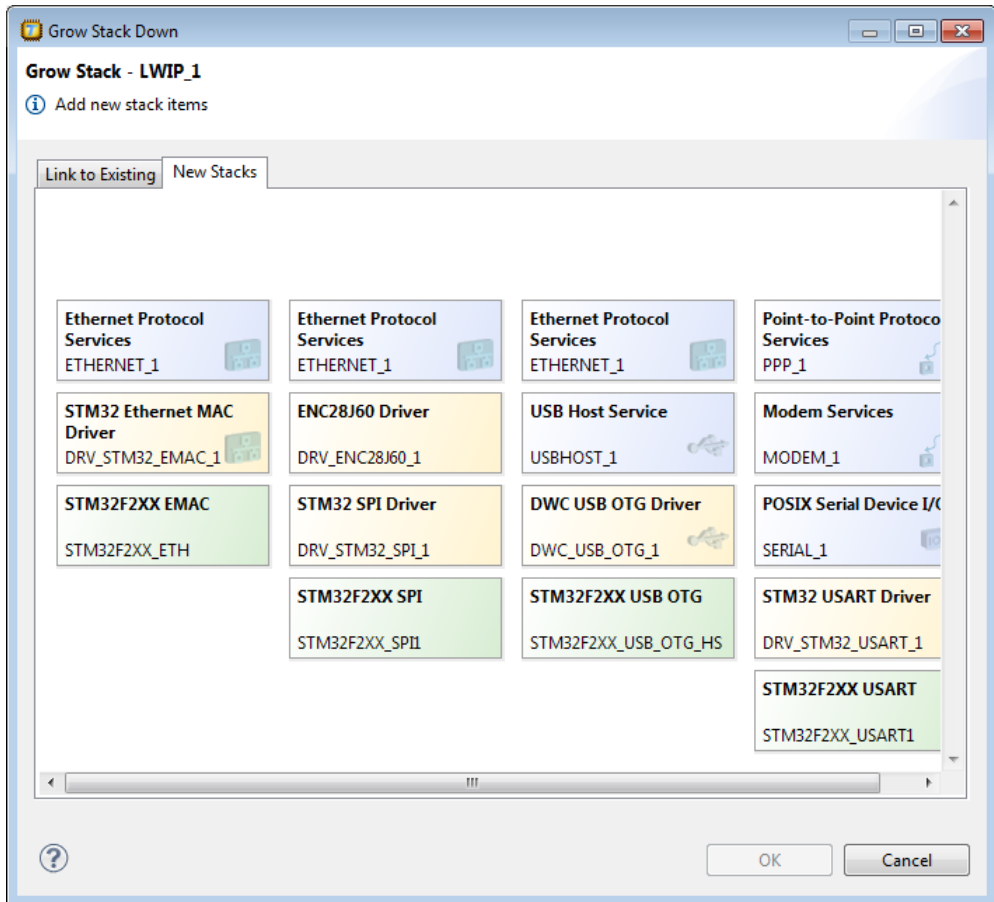 Grow Stack Down
Grow Stack - LWIP_1
Add new stack items
Link to Existing
New Stacks
Ethernet Protocol
Services
ETHERNET_1
STM32 Ethernet MAC
Driver
DRV_STM32_EMAC_1
STM32F2XX EMAC
STM32F2XX_ETH
Ethernet Protocol
Services
ETHERNET_1
ENC28J60 Driver
DRV_ENC28J60_1
STM32 SPI Driver
DRV_STM32_SPI_1
STM32F2XX SPI
STM32F2XX_SPI1
Ethernet Protocol
Services
ETHERNET_1
USB Host Service
USBHOST_1
DWC USB OTG Driver
DWC_USB_OTG_1
STM32F2XX USB OTG
STM32F2XX_USB_OTG_HS
Point-to-Point Protoco
Services
PPP_1
Modem Services
MODEM_1
POSIX Serial Device I/O
SERIAL_1
STM32 USART Driver
DRV_STM32_USART_1
STM32F2XX USART
STM32F2XX_USART1
OK
Cancel